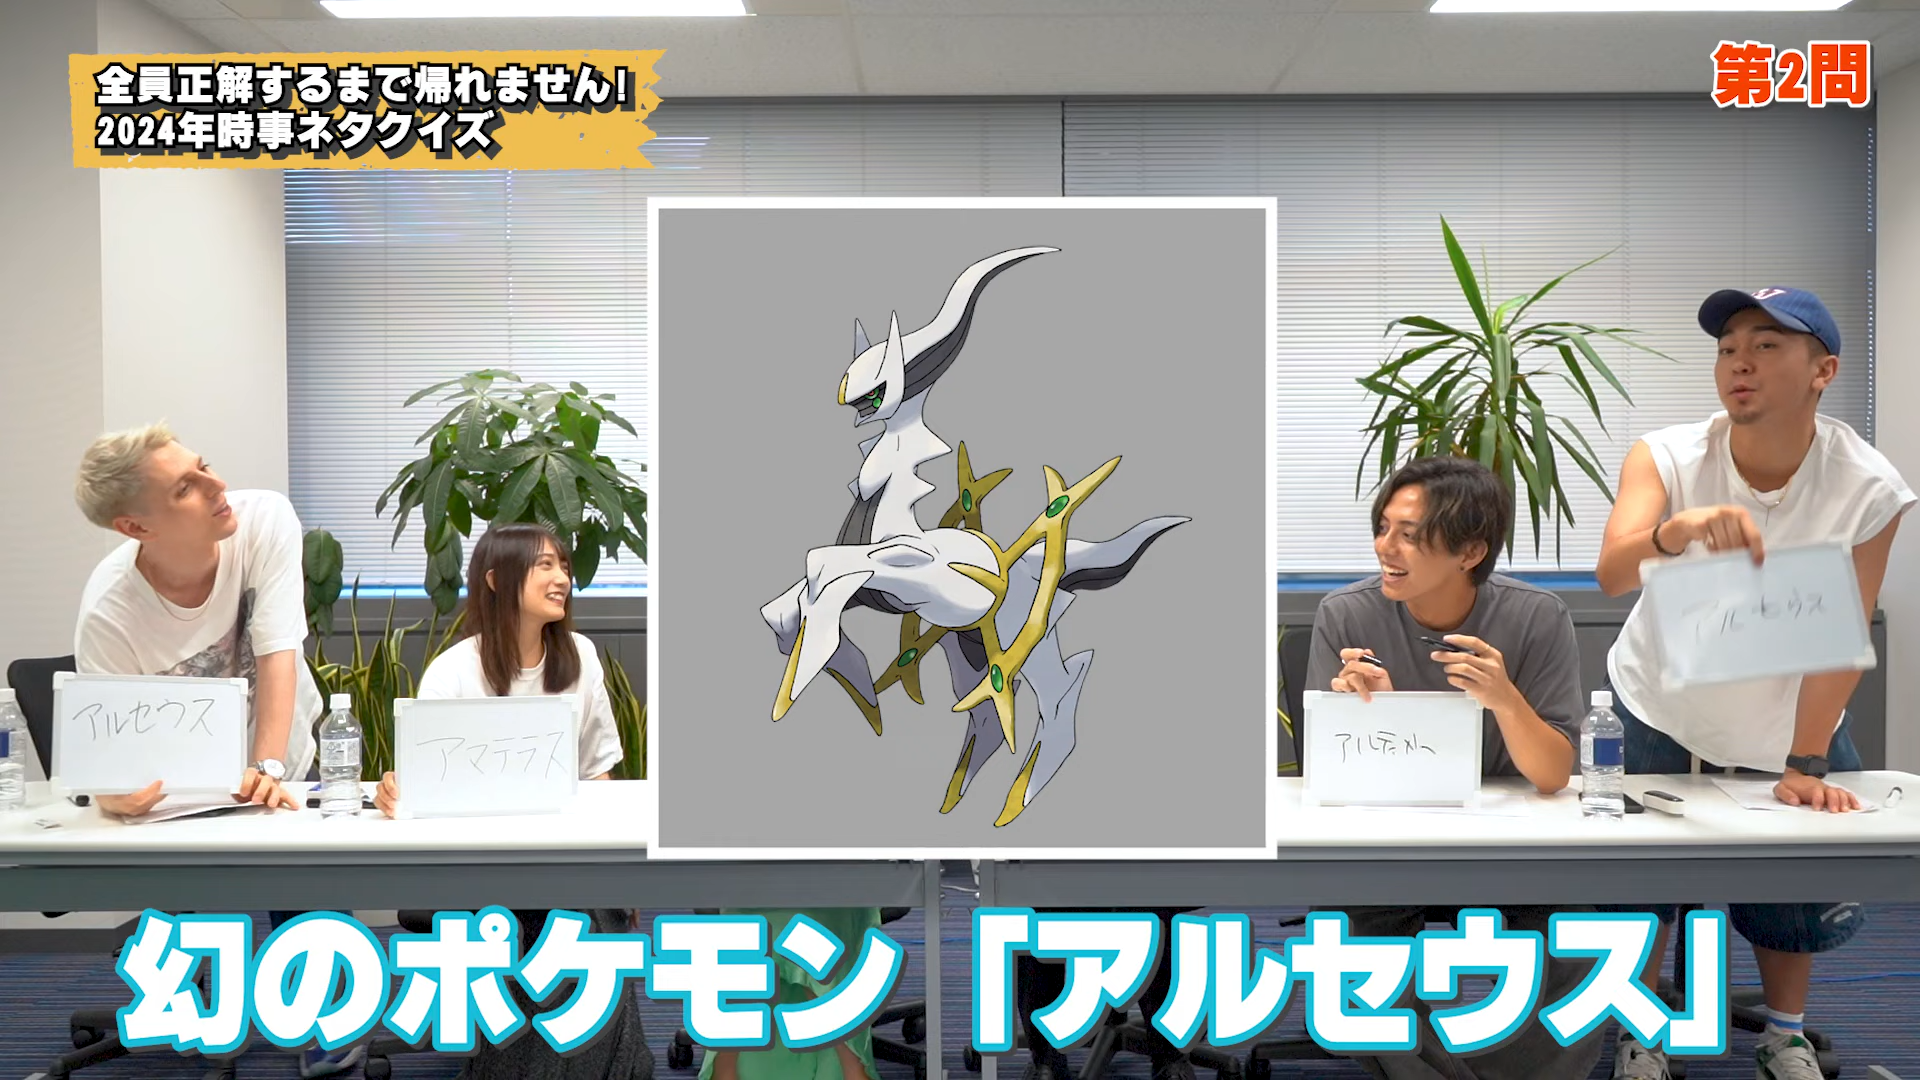 全員正解するまで帰れません!
2024年時事ネタクイズ
第2問
アルセウス
アマテラス
アルセウス
幻のポケモン「アルセウス」